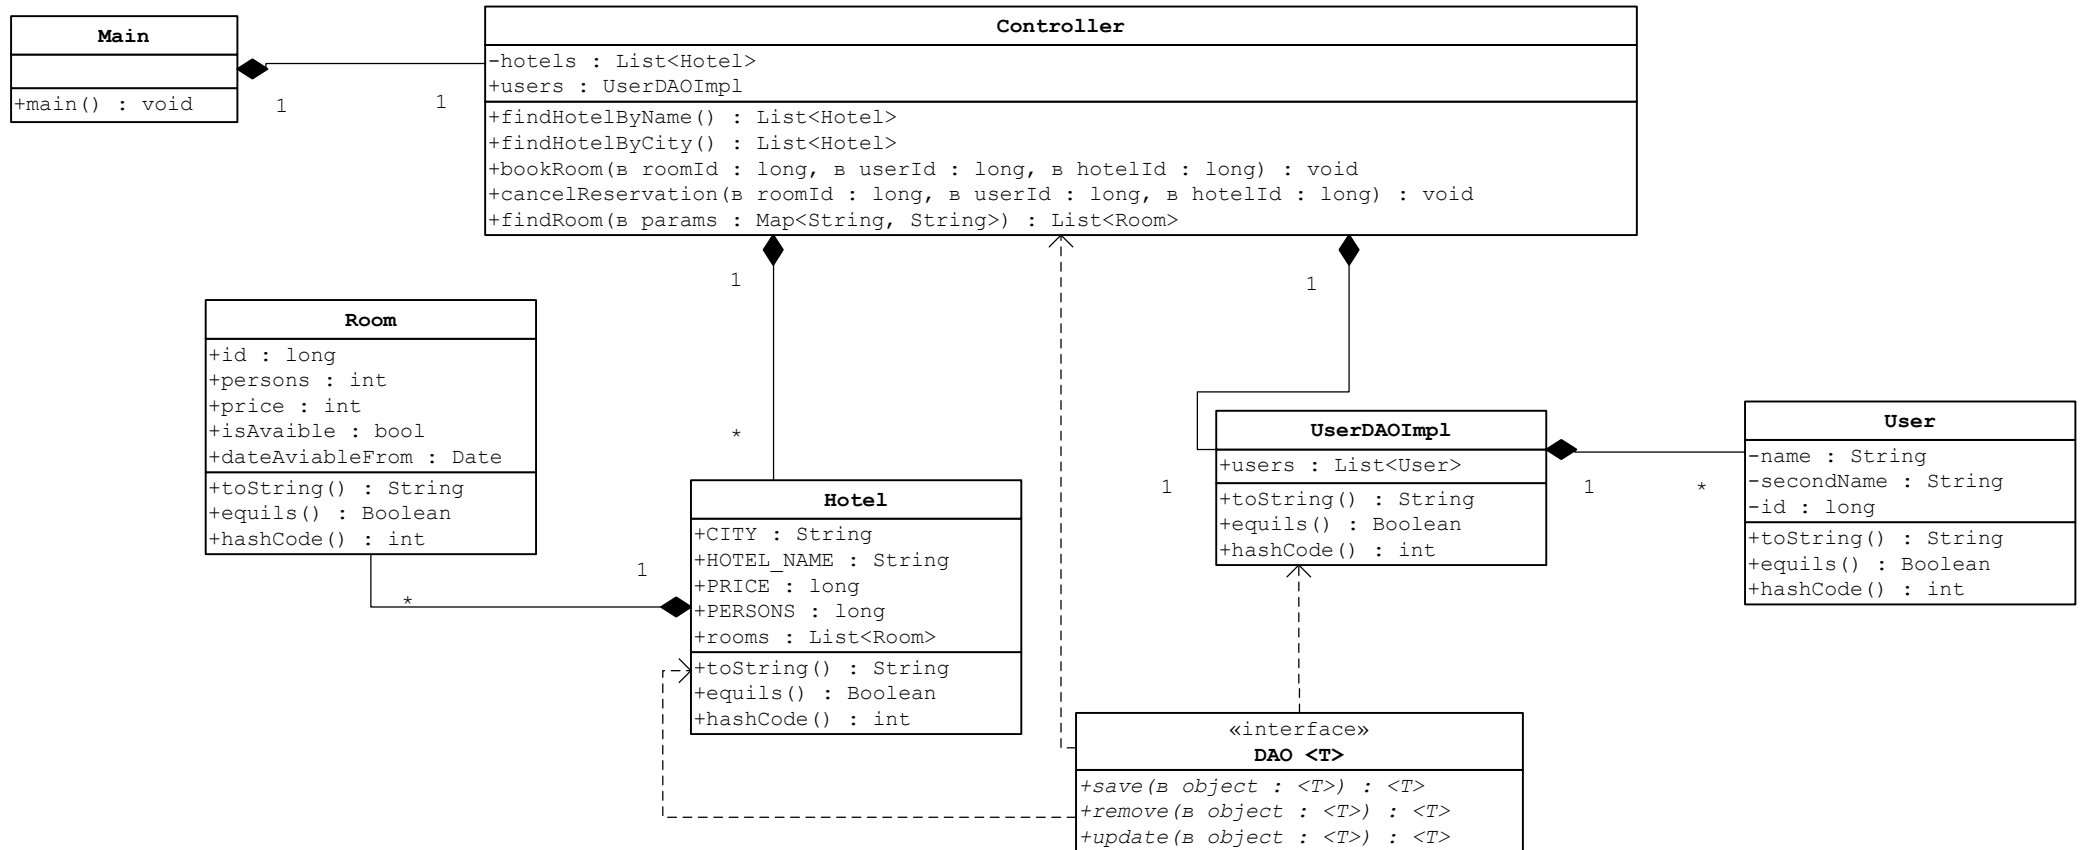 Main
+main() : void
1
1
Controller
-hotels : List<Hotel>
+users : UserDAOImpl
+findHotelByName() : List<Hotel>
+findHotelByCity() : List<Hotel>
+bookRoom(в roomId : long, в userId : long, в hotelId : long) : void
+cancelReservation(в roomId : long, в userId : long, в hotelId : long) : void
+findRoom(в params : Map<String, String>) : List<Room>
1
*
1
1
Room
+id : long
+persons : int
+price : int
+isAvaible : bool
+dateAviableFrom : Date
+toString() : String
+equils() : Boolean
+hashCode() : int
*
1
Hotel
+CITY : String
+HOTEL_NAME : String
+PRICE : long
+PERSONS : long
+rooms : List<Room>
+toString() : String
+equils() : Boolean
+hashCode() : int
UserDAOImpl
+users : List<User>
+toString() : String
+equils() : Boolean
+hashCode() : int
1
*
User
-name : String
-secondName : String
-id : long
+toString() : String
+equils() : Boolean
+hashCode() : int
«interface»
DAO <T>
+save(в object : <T>) : <T>
+remove(в object : <T>) : <T>
+update(в object : <T>) : <T>